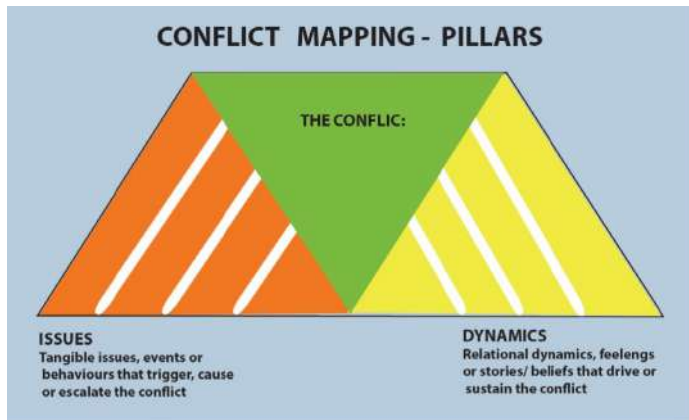 CONFLICT MAPPING - PILLARS
THE CONFLIC:
ISSUES
Tangible issues, events or
behaviours that trigger, cause
or escalate the conflict
DYNAMICS
Relational dynamics, feelengs
or stories/ beliefs that drive or
sustain the conflict